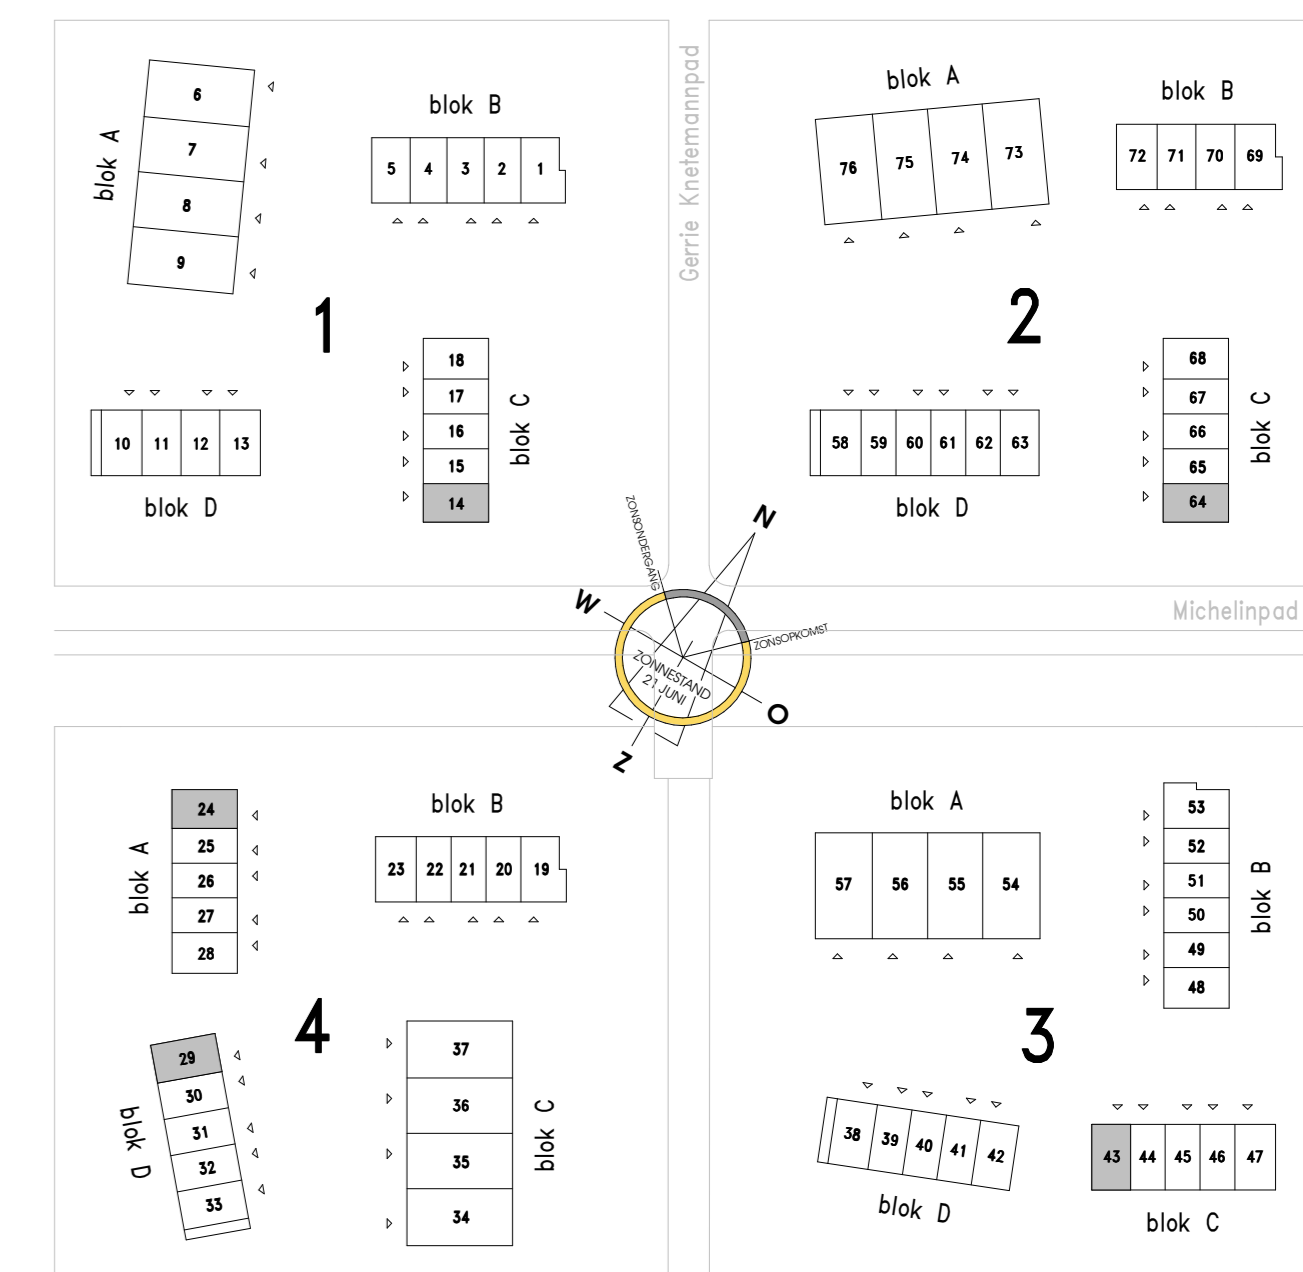 blok A
6
7
8
9
blok B
5 4 3 2 1
1
18
17
16
15
14
blok C
10 11 12 13
blok D
Gerrie Knetemannpad
blok A
76 75 74 73
blok B
72 71 70 69
2
58 59 60 61 62 63
blok D
68
67
66
65
64
blok C
Michelinpad
N
W
O
Z
ZONSONDERGANG
ZONSOPKOMST
ZONNESTAND
21 JUNI
blok A
24
25
26
27
28
blok B
23 22 21 20 19
4
29
30
31
32
33
blok D
37
36
35
34
blok C
blok A
57 56 55 54
53
52
51
50
49
48
blok B
3
38 39 40 41 42
blok D
43 44 45 46 47
blok C